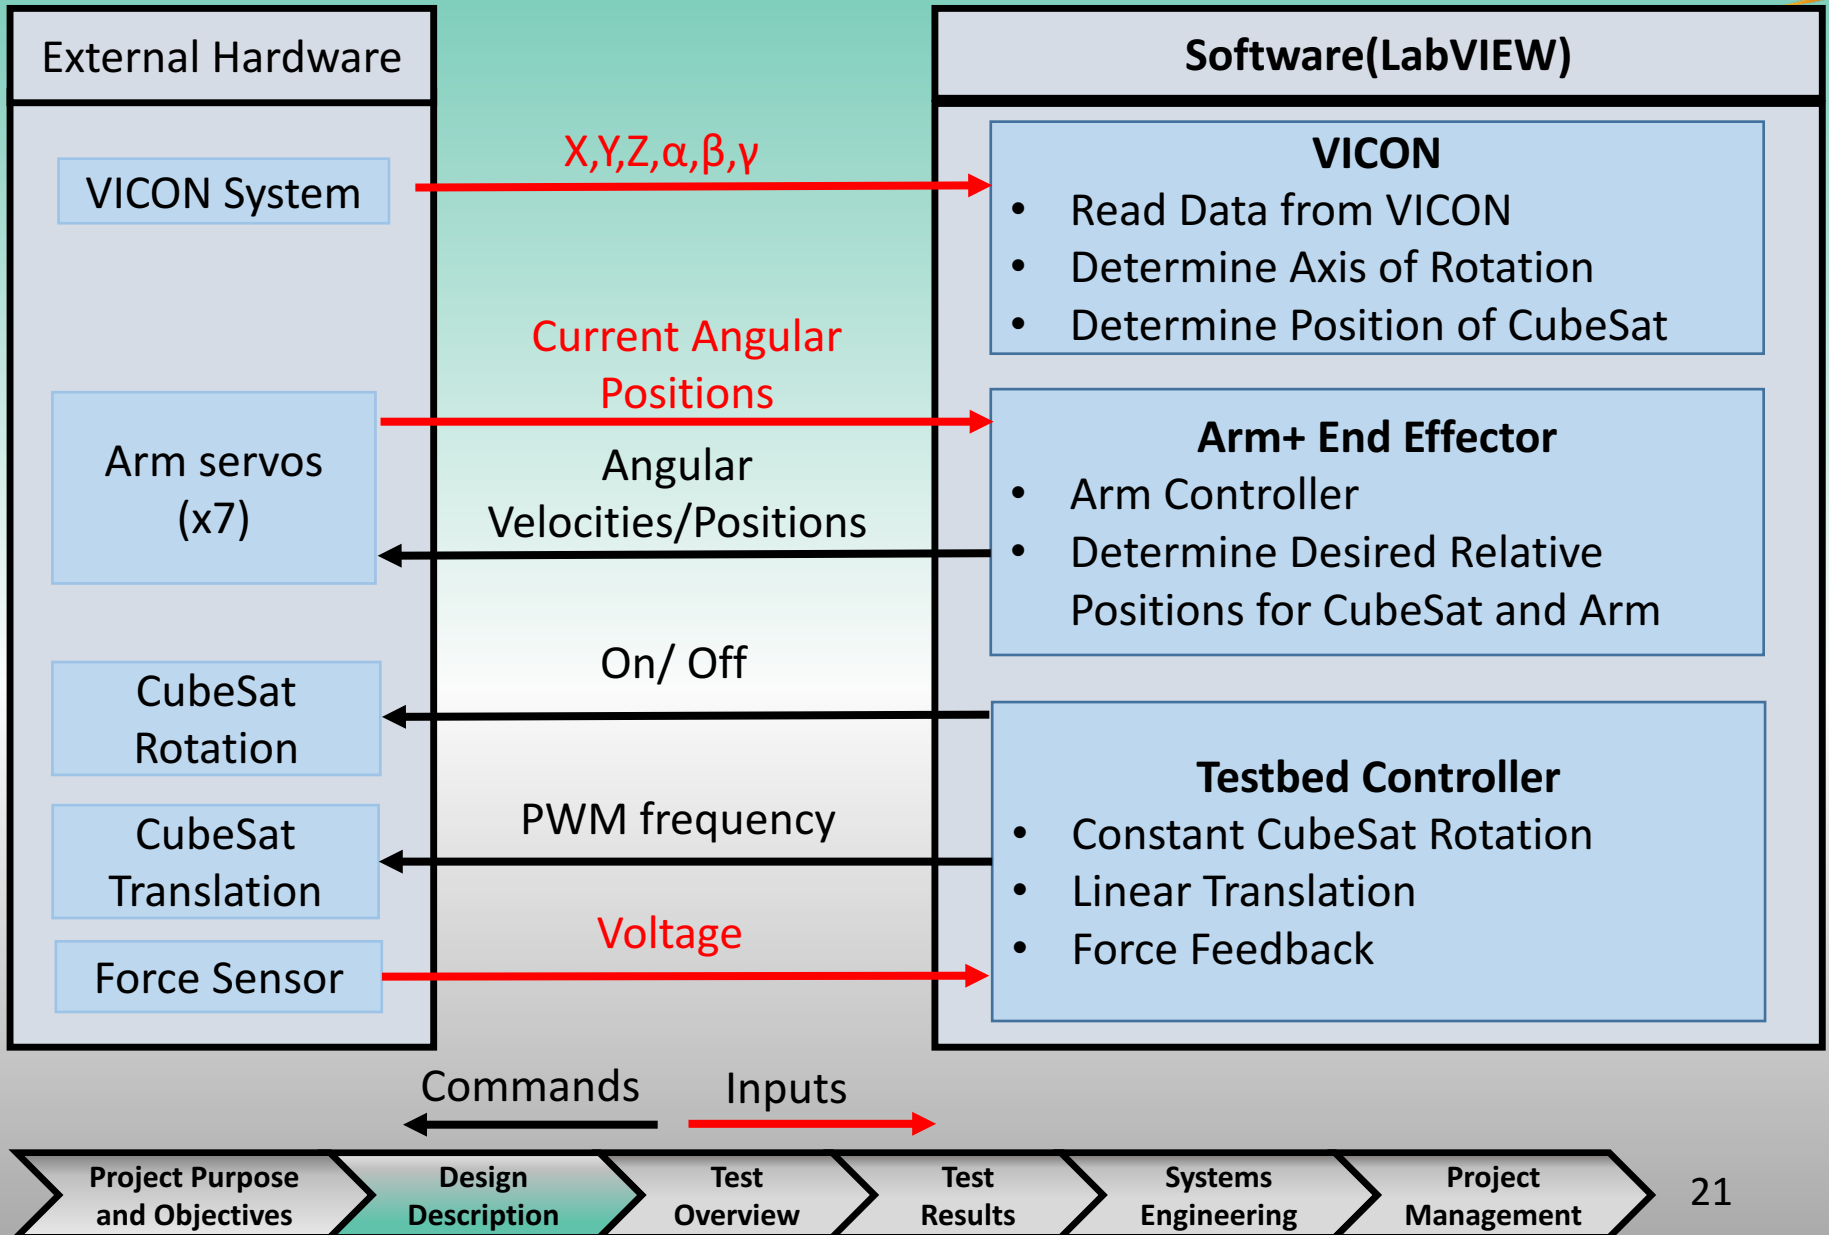 External Hardware
VICON System
Arm servos
(x7)
CubeSat
Rotation
CubeSat
Translation
Force Sensor
X,Y,Z,α,β,γ
Current Angular
Positions
Angular
Velocities/Positions
On/ Off
PWM frequency
Voltage
Software(LabVIEW)
VICON
• Read Data from VICON
• Determine Axis of Rotation
• Determine Position of CubeSat
Arm+ End Effector
• Arm Controller
• Determine Desired Relative
Positions for CubeSat and Arm
Testbed Controller
• Constant CubeSat Rotation
• Linear Translation
• Force Feedback
Commands
Inputs
Project Purpose
and Objectives
Design
Description
Test
Overview
Test
Results
Systems
Engineering
Project
Management
21